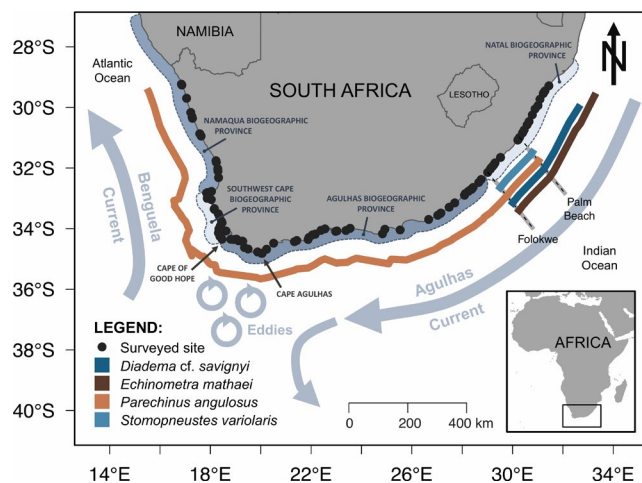 28°S
30°S
32°S
34°S
36°S
38°S
40°S
NAMIBIA
Atlantic
Ocean
SOUTH AFRICA
LESOTHO
NATAL BIOGEOGRAPHIC
PROVINCE
N
NAMAQUA BIOGEOGRAPHIC
PROVINCE
SOUTHWEST CAPE
BIOGEOGRAPHIC
PROVINCE
AGULHAS BIOGEOGRAPHIC
PROVINCE
Benguela
Current
Palm
Beach
Folokwe
Indian
Ocean
CAPE OF
GOOD HOPE
CAPE AGULHAS
Agulhas
Current
Eddies
LEGEND:
Surveyed site
Diadema cf. savignyi
Echinometra mathaei
Parechinus angulosus
Stomopneustes variolaris
0 200 400 km
AFRICA
14°E 18°E 22°E 26°E 30°E 34°E